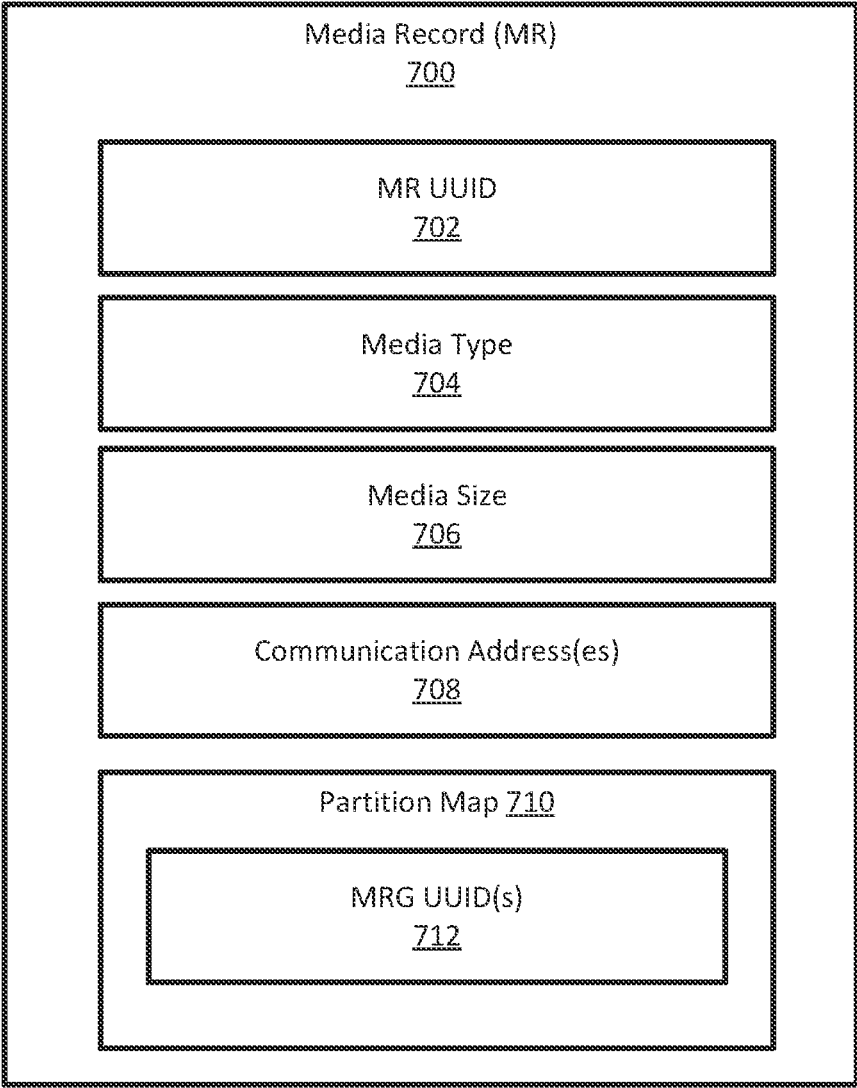 Media Record (MR)
700
MR UUID
702
Media Type
704
Media Size
706
Communication Address(es)
708
Partition Map 710
MRG UUID(s)
712